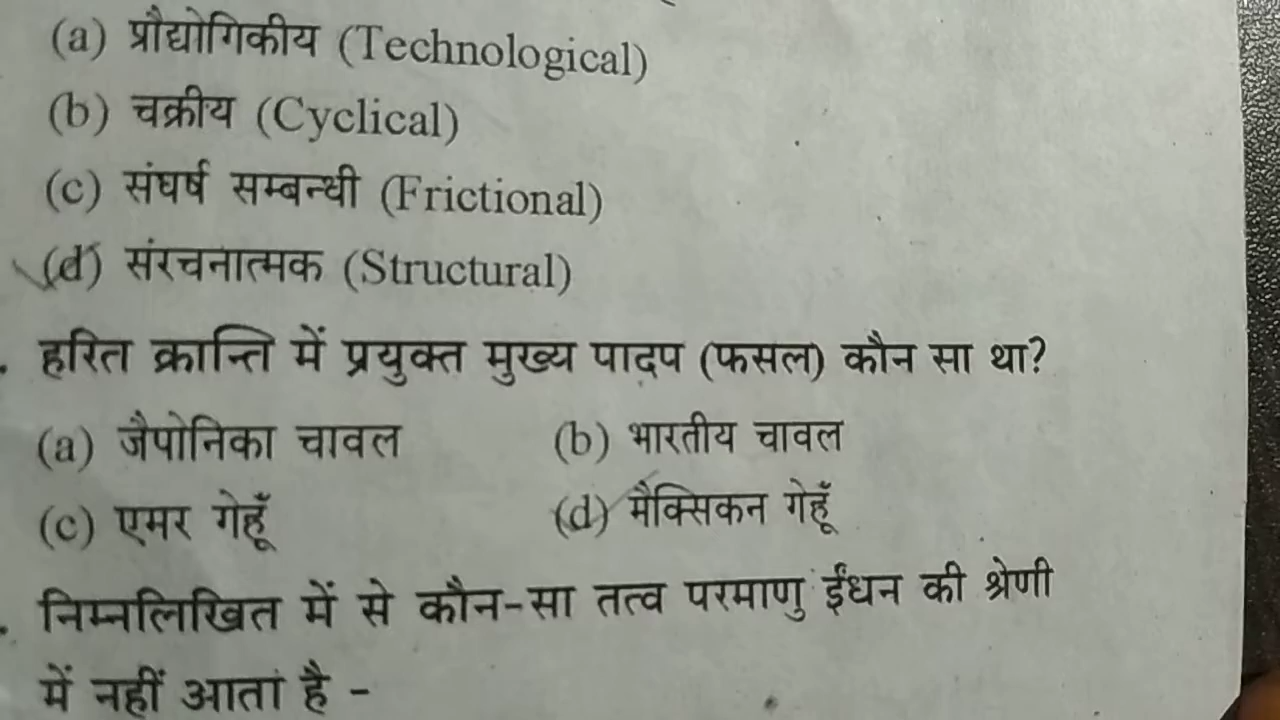 (a) प्रौद्योगिकीय (Technological)
(b) चक्रीय (Cyclical)
(c) संघर्ष सम्बन्धी (Frictional)
(d) संरचनात्मक (Structural)
. हरित क्रान्ति में प्रयुक्त मुख्य पादप (फसल) कौन सा था?
(a) जैपोनिका चावल (b) भारतीय चावल
(c) एमर गेहूँ (d) मैक्सिकन गेहूँ
. निम्नलिखित में से कौन-सा तत्व परमाणु ईंधन की श्रेणी
में नहीं आता है -